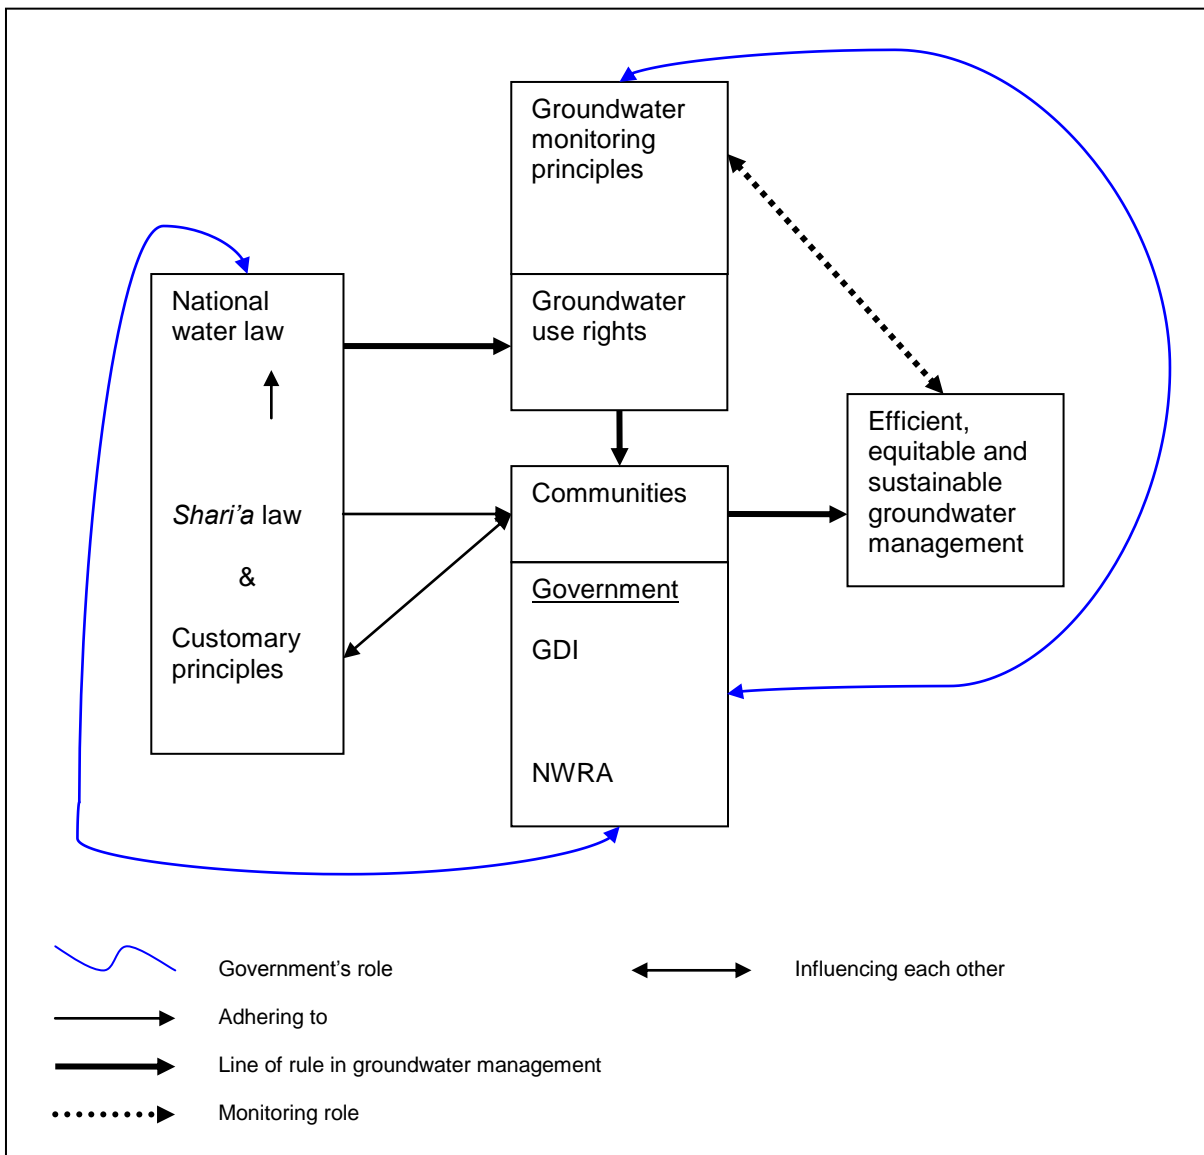 Groundwater
monitoring
principles
National
water law
Groundwater
use rights
Efficient,
equitable and
sustainable
groundwater
management
Communities
Shari’a law
&
Customary
principles
Government
GDI
NWRA
Government’s role
Influencing each other
Adhering to
Line of rule in groundwater management
Monitoring role